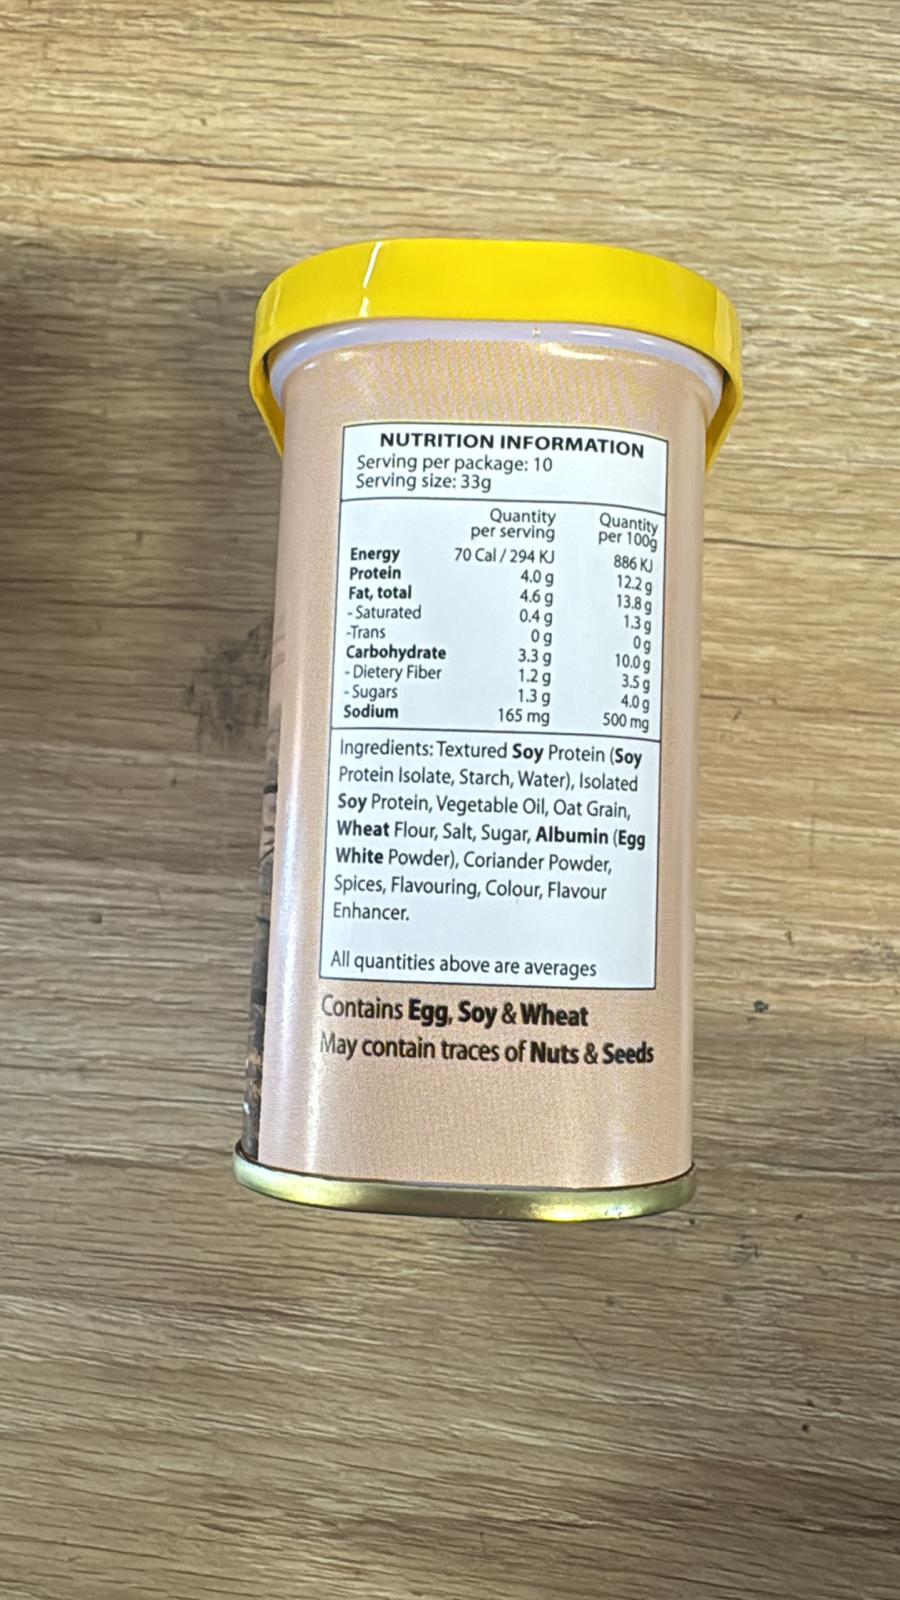 NUTRITION INFORMATION
Serving per package: 10
Serving size: 33g
Quantity per serving Quantity per 100g
Energy 70 Cal / 294 KJ 886 KJ
Protein 4.0 g 12.2 g
Fat, total 4.6 g 13.8 g
- Saturated 0.4 g 1.3 g
-Trans 0 g 0 g
Carbohydrate 3.3 g 10.0 g
- Dietery Fiber 1.2 g 3.5 g
- Sugars 1.3 g 4.0 g
Sodium 165 mg 500 mg
Ingredients: Textured Soy Protein (Soy
Protein Isolate, Starch, Water), Isolated
Soy Protein, Vegetable Oil, Oat Grain,
Wheat Flour, Salt, Sugar, Albumin (Egg
White Powder), Coriander Powder,
Spices, Flavouring, Colour, Flavour
Enhancer.
All quantities above are averages
Contains Egg, Soy & Wheat
May contain traces of Nuts & Seeds